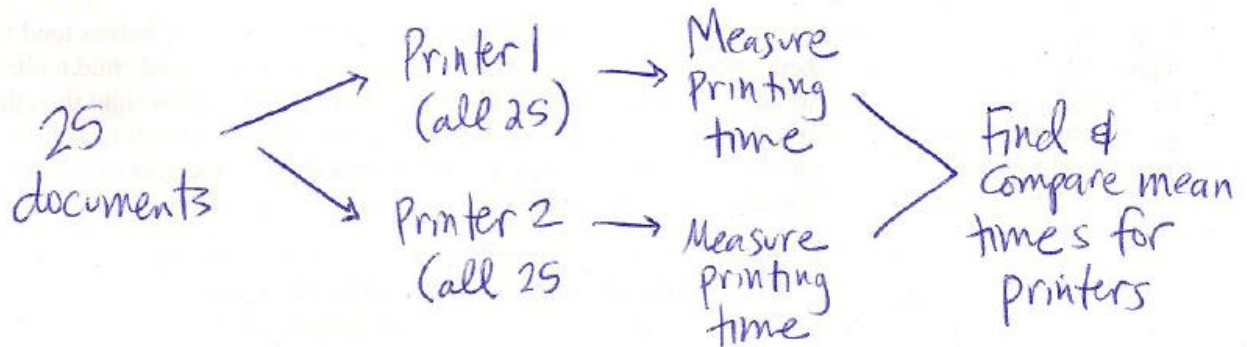 25
documents
Printer 1
(all 25)
Printer 2
(all 25
Measure
printing
time
Measure
printing
time
Find &
compare mean
times for
printers